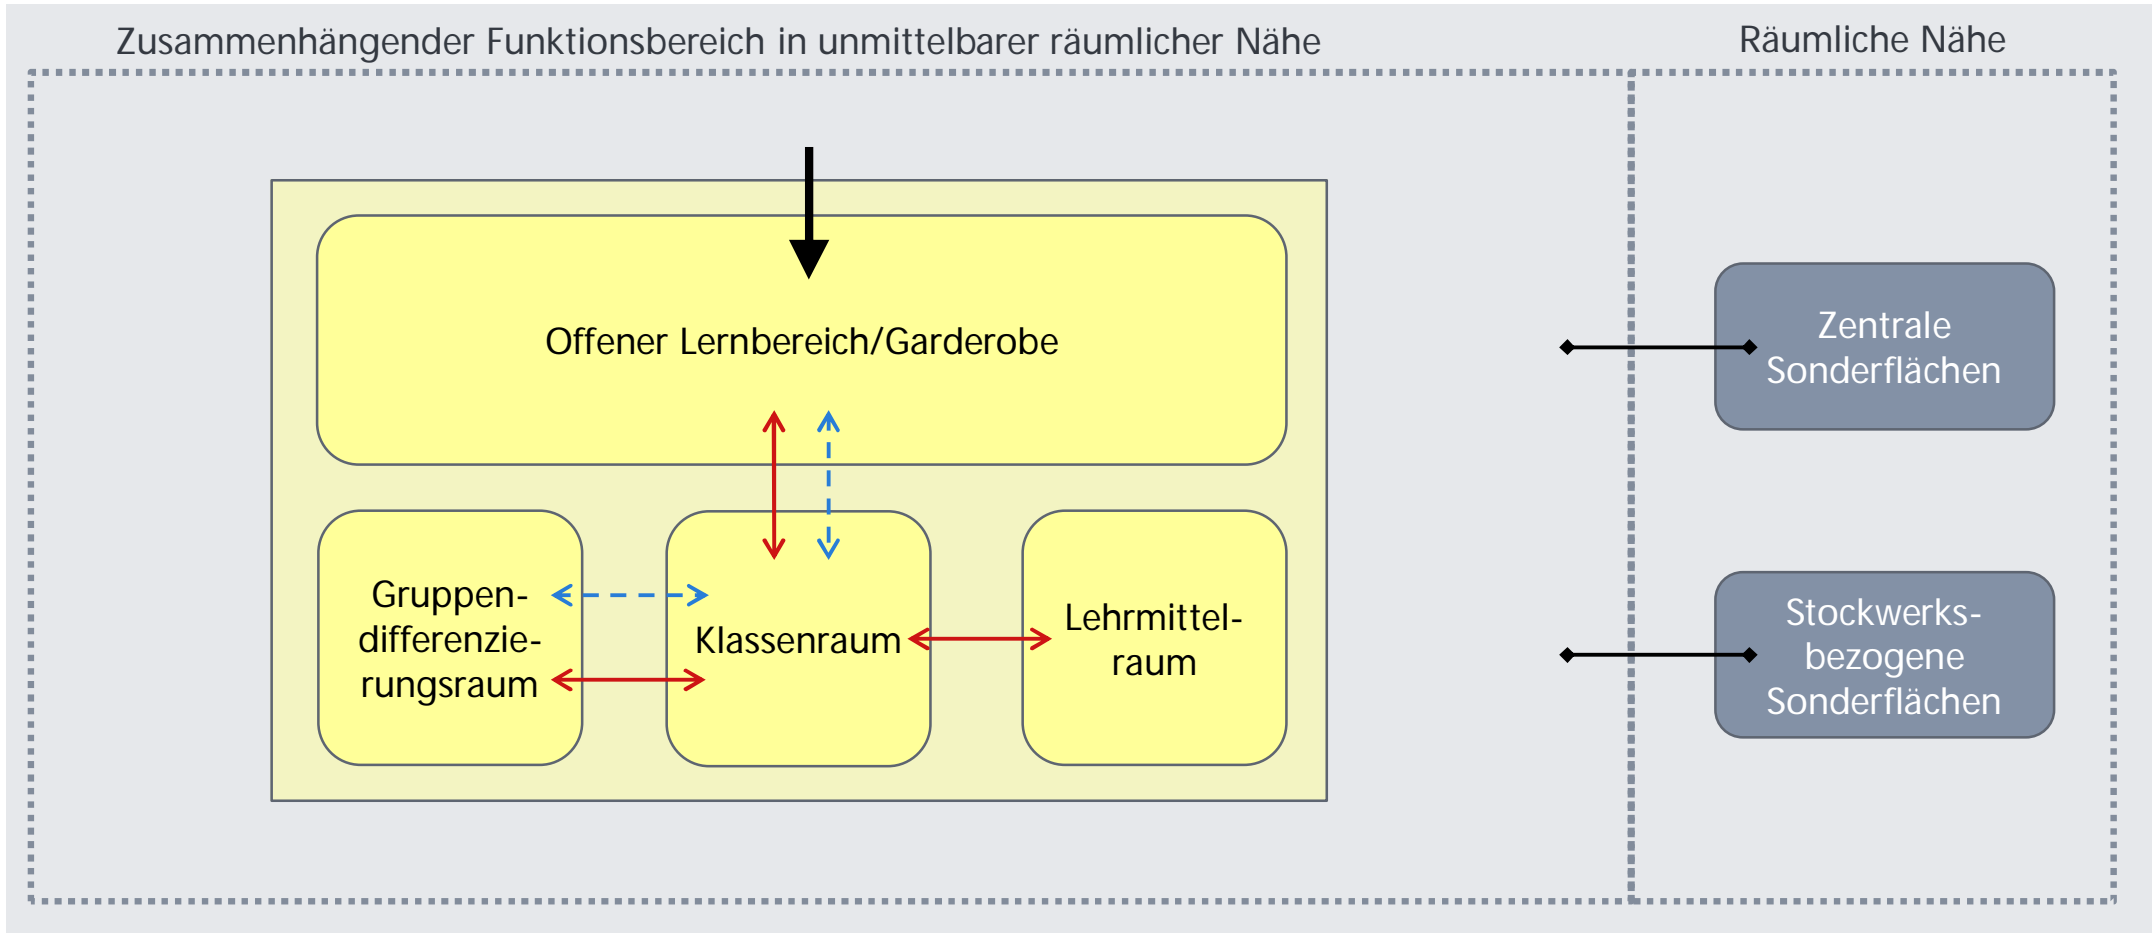 Zusammenhängender Funktionsbereich in unmittelbarer räumlicher Nähe
Räumliche Nähe
Offener Lernbereich/Garderobe
Gruppen-
differenzie-
rungsraum
Klassenraum
Lehrmittel-
raum
Zentrale
Sonderflächen
Stockwerks-
bezogene
Sonderflächen